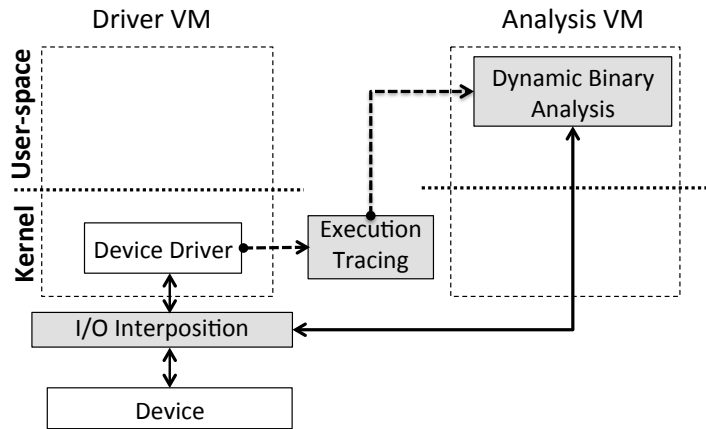 Driver VM
Analysis VM
User-space
Kernel
Dynamic Binary
Analysis
Device Driver
Execution
Tracing
I/O Interposition
Device